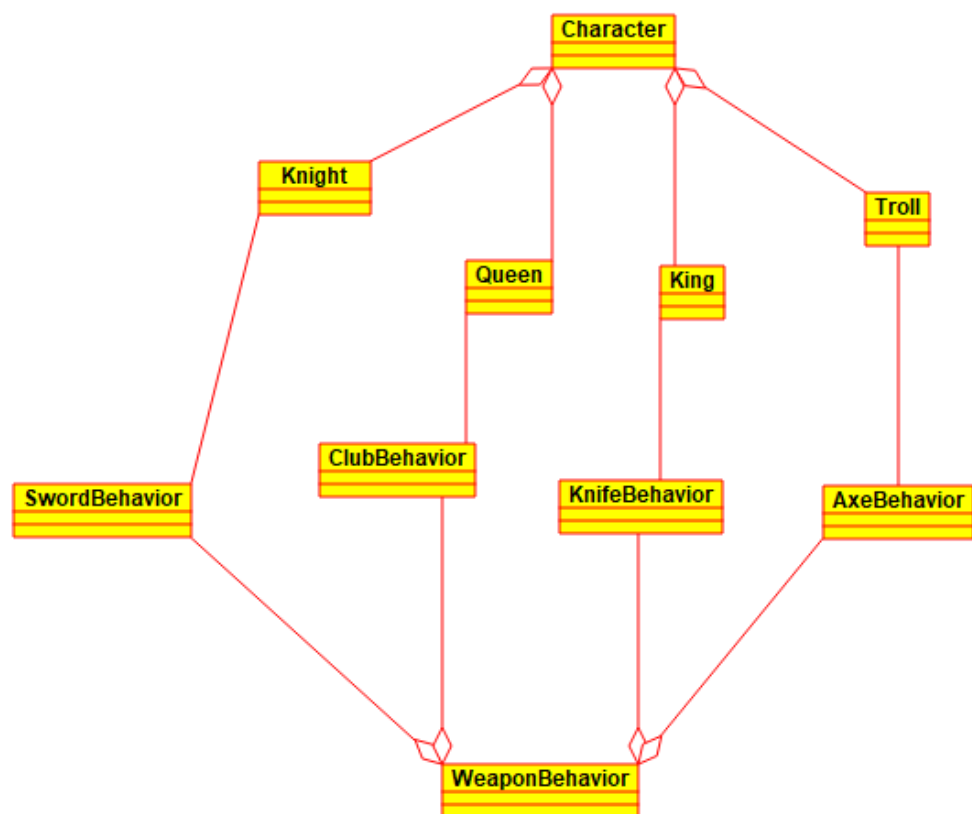 Character
Knight
Troll
Queen
King
ClubBehavior
SwordBehavior
KnifeBehavior
AxeBehavior
WeaponBehavior